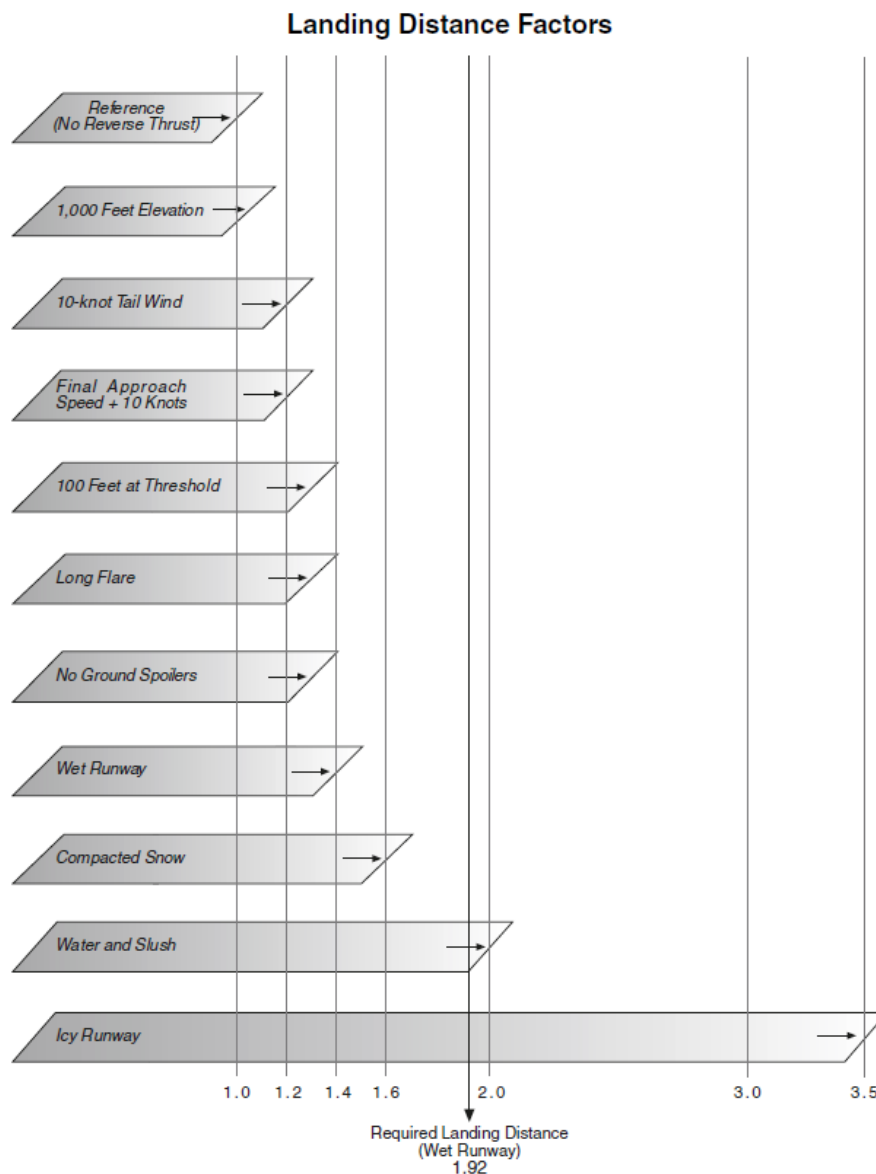 Landing Distance Factors
Reference
(No Reverse Thrust)
1,000 Feet Elevation
10-knot Tail Wind
Final Approach
Speed + 10 Knots
100 Feet at Threshold
Long Flare
No Ground Spoilers
Wet Runway
Compacted Snow
Water and Slush
Icy Runway
1.0 1.2 1.4 1.6 2.0 3.0 3.5
Required Landing Distance
(Wet Runway)
1.92